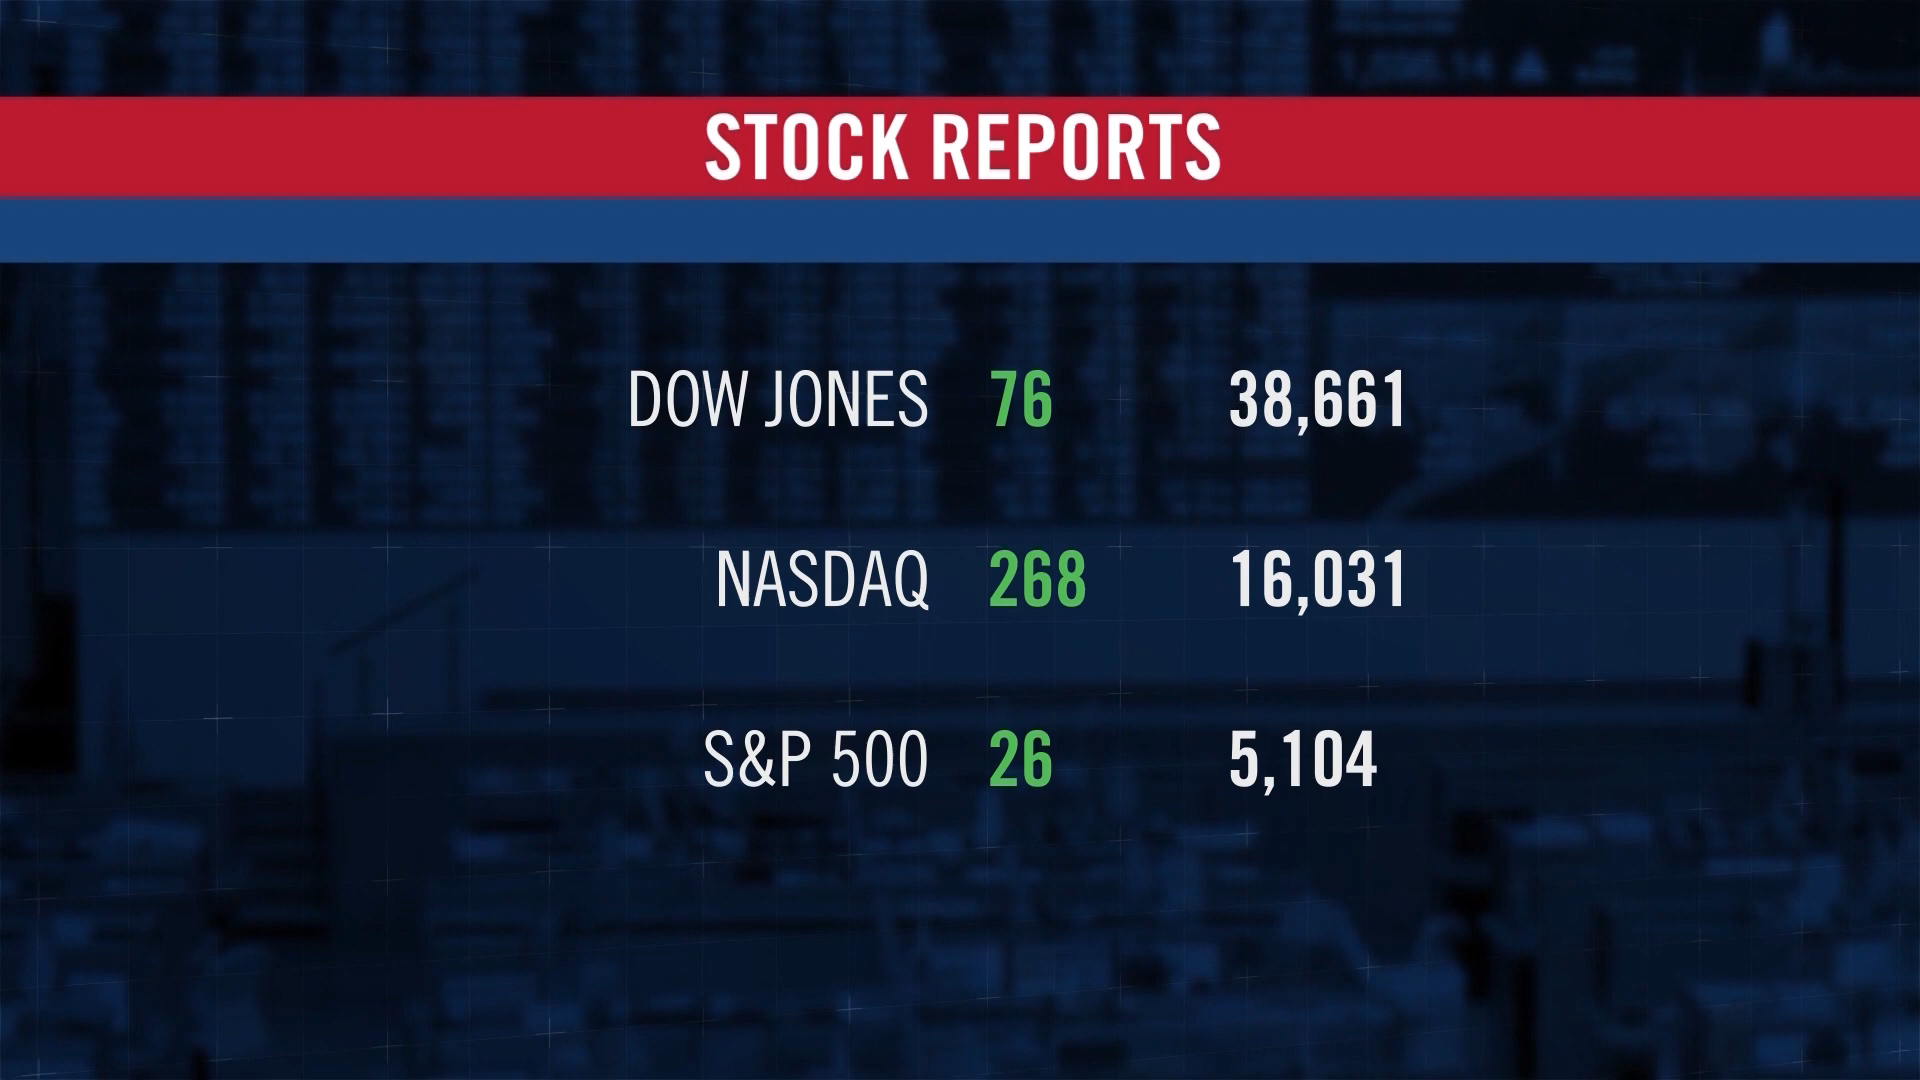 STOCK REPORTS
DOW JONES 76 38,661
NASDAQ 268 16,031
S&P 500 26 5,104